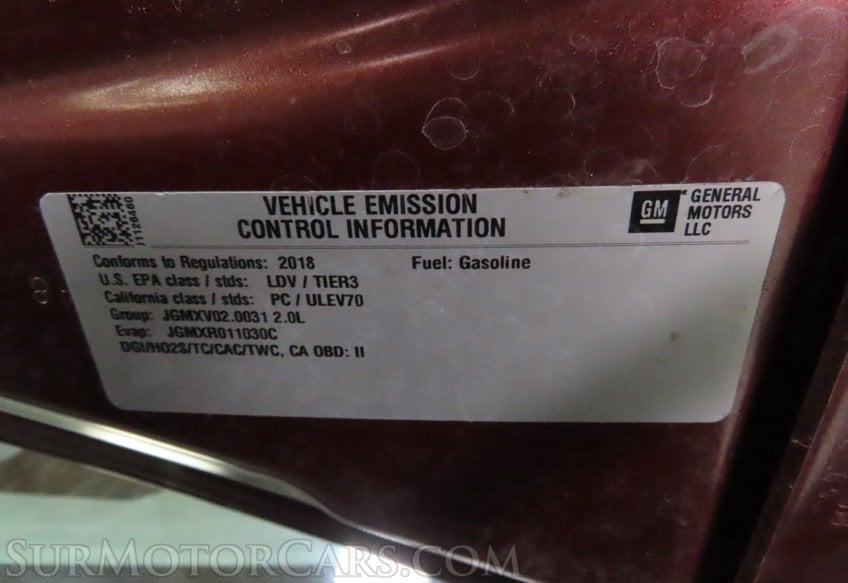 VEHICLE EMISSION
CONTROL INFORMATION
GM
GENERAL
MOTORS
LLC
Conforms to Regulations: 2018 Fuel: Gasoline
U.S. EPA class / stds: LDV / TIER3
California class / stds: PC / ULEV70
Group: JGMXV02.0031 2.0L
Evap: JGMXR011030C
DGI/HO2S/TC/CAC/TWC, CA OBD: II
SurMotorCars.com